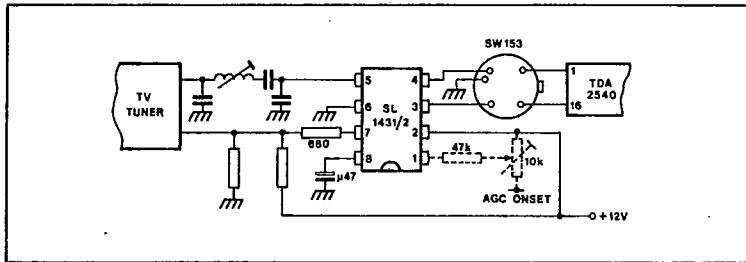 SW153
TV
TUNER
5
6
7
8
SL
1431/2
4
3
2
1
1
16
TDA
2540
680
µ47
47k
10k
AGC ONSET
+12V